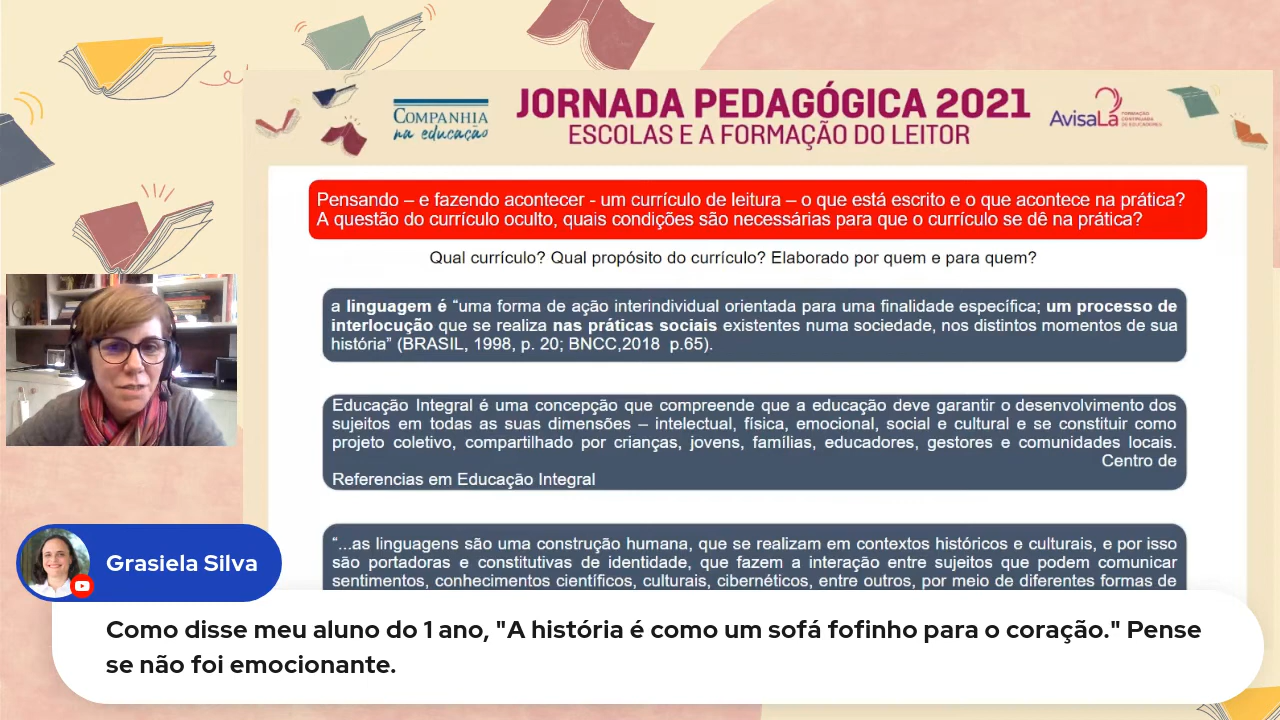 COMPANHIA
na educação
JORNADA PEDAGÓGICA 2021
ESCOLAS E A FORMAÇÃO DO LEITOR
AvisaLá
FORMAÇÃO
CONTINUADA
DE EDUCADORES
Pensando – e fazendo acontecer - um currículo de leitura – o que está escrito e o que acontece na prática?
A questão do currículo oculto, quais condições são necessárias para que o currículo se dê na prática?
Qual currículo? Qual propósito do currículo? Elaborado por quem e para quem?
a linguagem é “uma forma de ação interindividual orientada para uma finalidade específica; um processo de
interlocução que se realiza nas práticas sociais existentes numa sociedade, nos distintos momentos de sua
história” (BRASIL, 1998, p. 20; BNCC,2018 p.65).
Educação Integral é uma concepção que compreende que a educação deve garantir o desenvolvimento dos
sujeitos em todas as suas dimensões – intelectual, física, emocional, social e cultural e se constituir como
projeto coletivo, compartilhado por crianças, jovens, famílias, educadores, gestores e comunidades locais.
Centro de
Referencias em Educação Integral
“...as linguagens são uma construção humana, que se realizam em contextos históricos e culturais, e por isso
são portadoras e constitutivas de identidade, que fazem a interação entre sujeitos que podem comunicar
sentimentos, conhecimentos científicos, culturais, cibernéticos, entre outros, por meio de diferentes formas de
Grasiela Silva
Como disse meu aluno do 1 ano, "A história é como um sofá fofinho para o coração." Pense
se não foi emocionante.